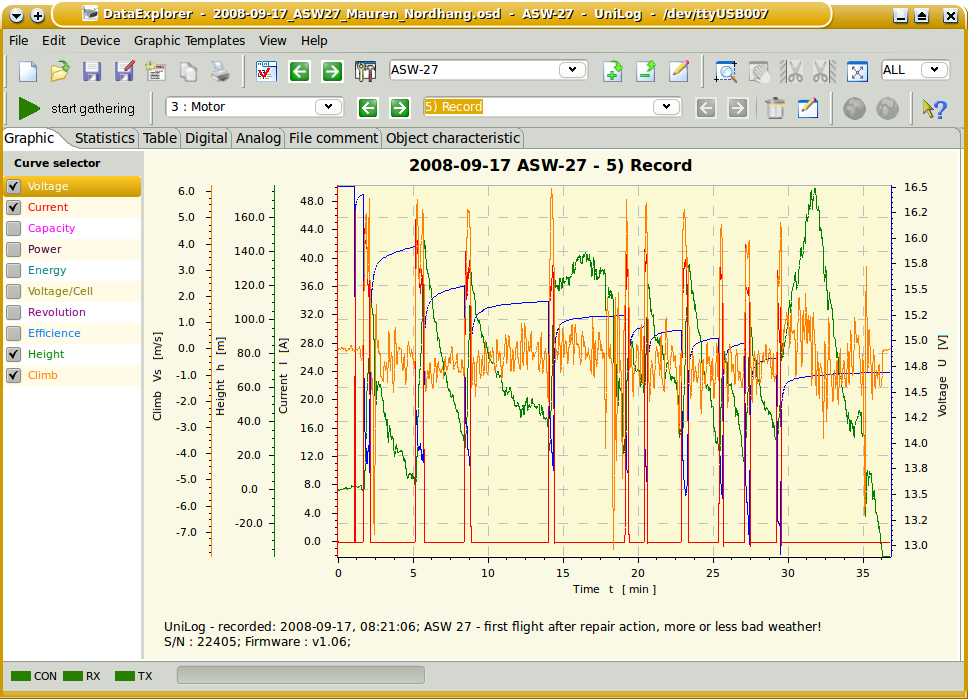 DataExplorer - 2008-09-17_ASW27_Mauren_Nordhang.osd - ASW-27 - UniLog - /dev/ttyUSB007
File Edit Device Graphic Templates View Help
ASW-27 ALL
start gathering 3 : Motor 5) Record
Graphic Statistics Table Digital Analog File comment Object characteristic
Curve selector
Voltage
Current
Capacity
Power
Energy
Voltage/Cell
Revolution
Efficience
Height
Climb
2008-09-17 ASW-27 - 5) Record
Climb Vs [m/s]
6.0
5.0
4.0
3.0
2.0
1.0
0.0
-1.0
-2.0
-3.0
-4.0
-5.0
-6.0
-7.0
Height h [m]
160.0
140.0
120.0
100.0
80.0
60.0
40.0
20.0
0.0
-20.0
Current I [A]
48.0
44.0
40.0
36.0
32.0
28.0
24.0
20.0
16.0
12.0
8.0
4.0
0.0
16.5
16.2
16.0
15.8
15.5
15.2
15.0
14.8
14.5
14.2
14.0
13.8
13.5
13.2
13.0
Voltage U [V]
0 5 10 15 20 25 30 35
Time t [ min ]
UniLog - recorded: 2008-09-17, 08:21:06; ASW 27 - first flight after repair action, more or less bad weather!
S/N : 22405; Firmware : v1.06;
CON RX TX